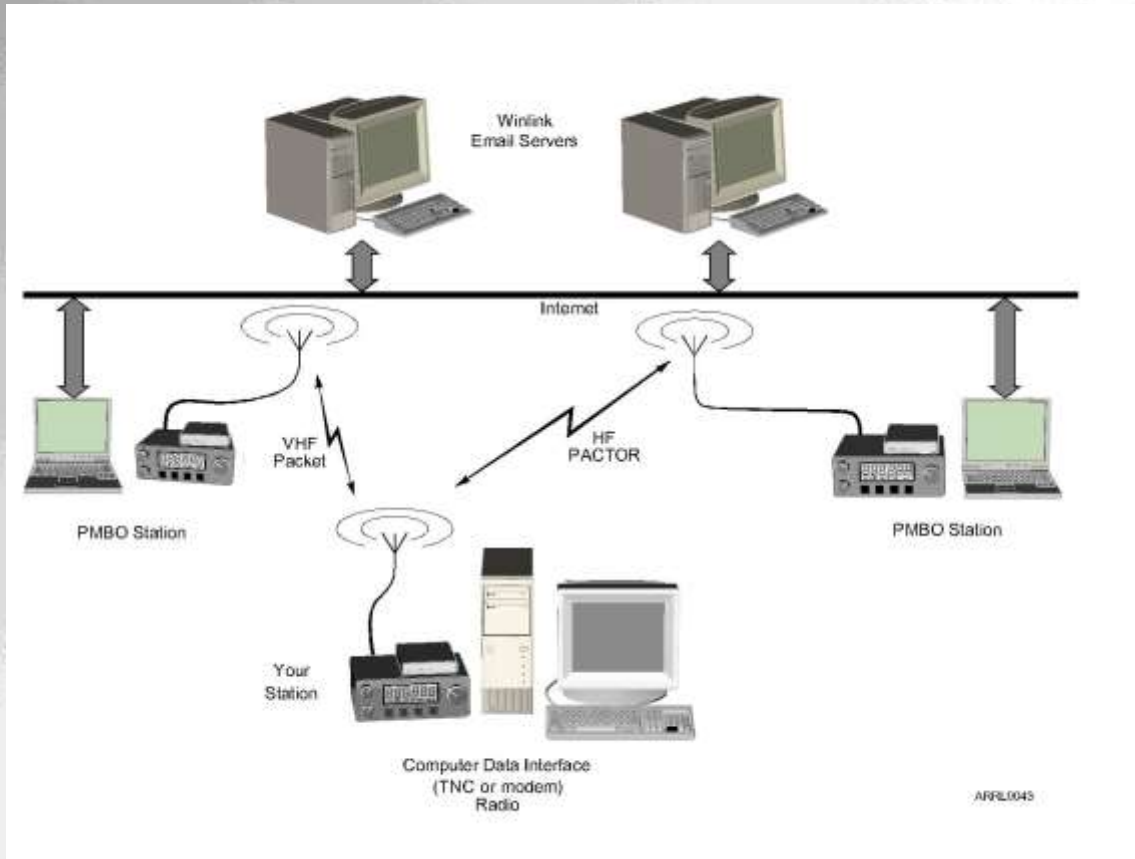 Winlink
Email Servers
Internet
VHF
Packet
HF
PACTOR
PMBO Station
PMBO Station
Your
Station
Computer Data Interface
(TNC or modem)
Radio
ARRL0043